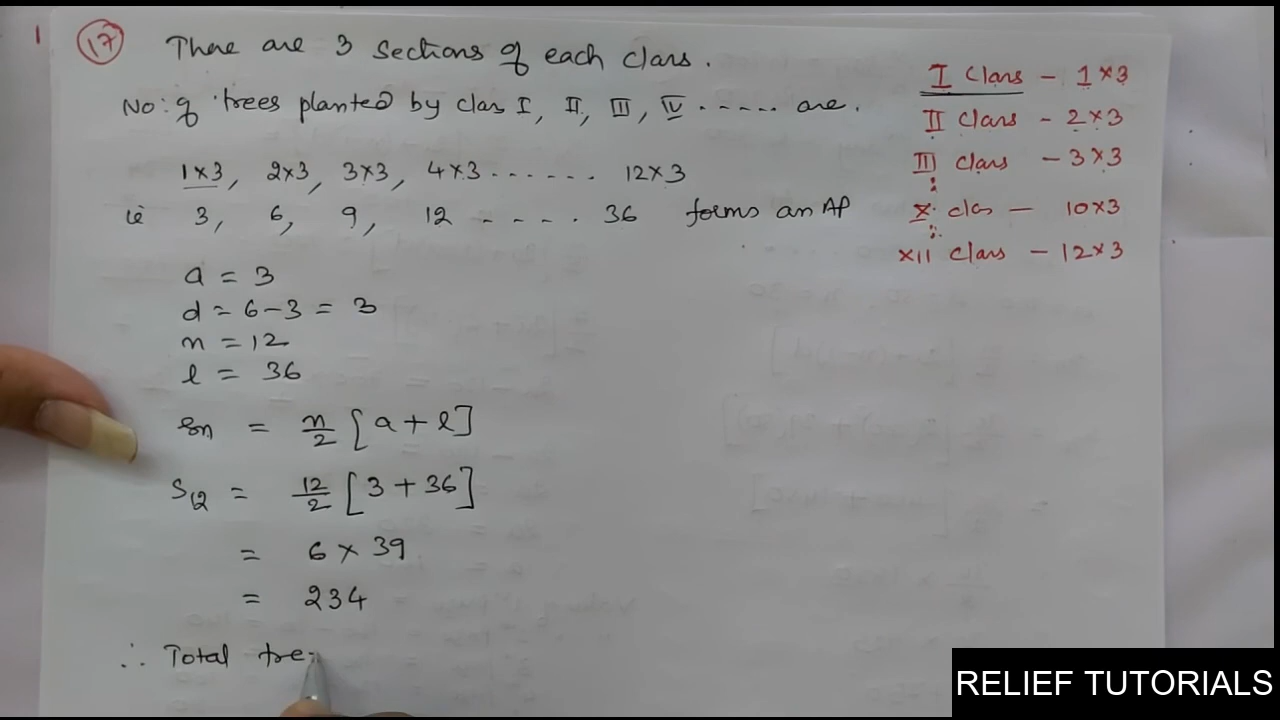 1
17 There are 3 Sections of each class.
No: of trees planted by class I, II, III, IV ...... are.
1×3, 2×3, 3×3, 4×3 ....... 12×3
ie 3, 6, 9, 12 ..... 36 forms an AP
a = 3
d = 6-3 = 3
n = 12
l = 36
Sn = n/2 [a + l]
S12 = 12/2 [3 + 36]
= 6 × 39
= 234
∴ Total tre
I Class - 1×3
II Class - 2×3
III Class - 3×3
:
X clas - 10×3
:
XII Class - 12×3
RELIEF TUTORIALS